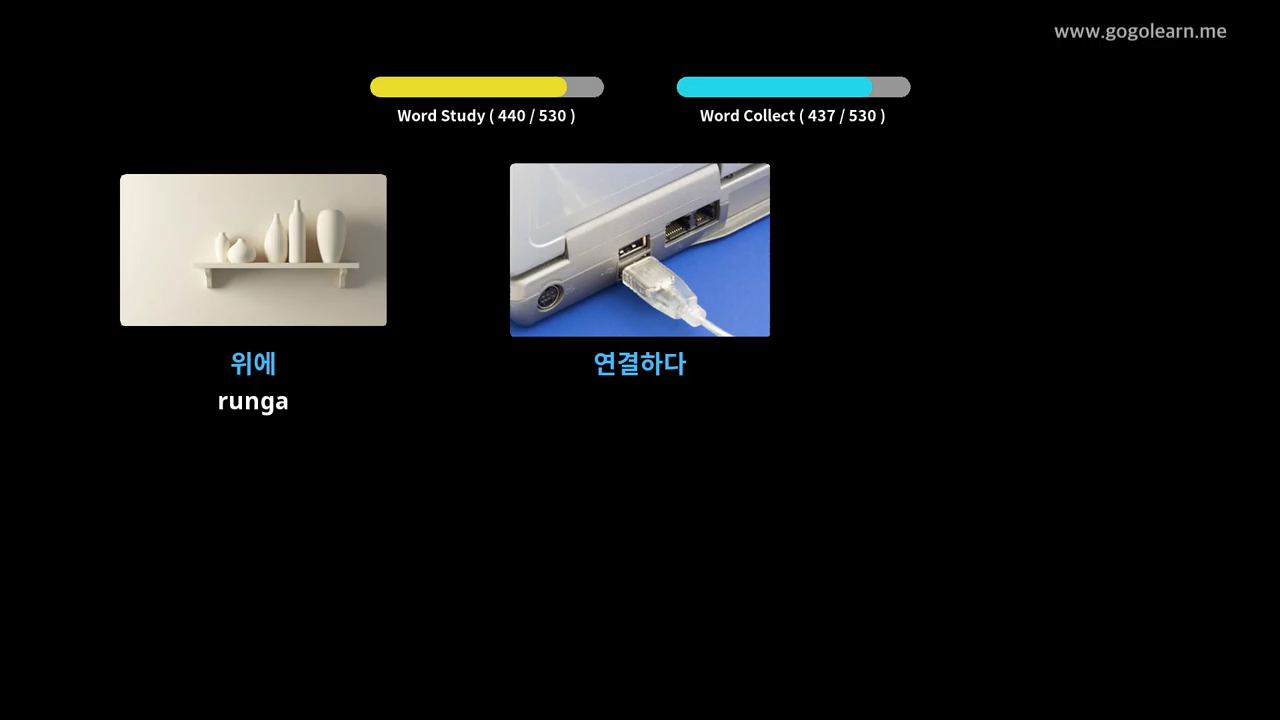 www.gogolearn.me
Word Study ( 440 / 530 )
Word Collect ( 437 / 530 )
위에
runga
연결하다